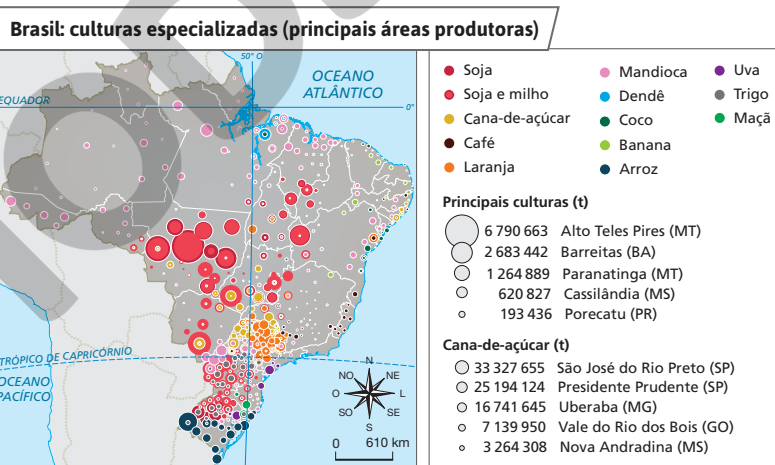 Brasil: culturas especializadas (principais áreas produtoras)
50° O
OCEANO
ATLÂNTICO
EQUADOR
0°
TRÓPICO DE CAPRICÓRNIO
OCEANO
PACÍFICO
N
NO NE
O L
SO SE
S
0 610 km
Soja
Soja e milho
Cana-de-açúcar
Café
Laranja
Mandioca
Dendê
Coco
Banana
Arroz
Uva
Trigo
Maçã
Principais culturas (t)
6 790 663 Alto Teles Pires (MT)
2 683 442 Barreitas (BA)
1 264 889 Paranatinga (MT)
620 827 Cassilândia (MS)
193 436 Porecatu (PR)
Cana-de-açúcar (t)
33 327 655 São José do Rio Preto (SP)
25 194 124 Presidente Prudente (SP)
16 741 645 Uberaba (MG)
7 139 950 Vale do Rio dos Bois (GO)
3 264 308 Nova Andradina (MS)